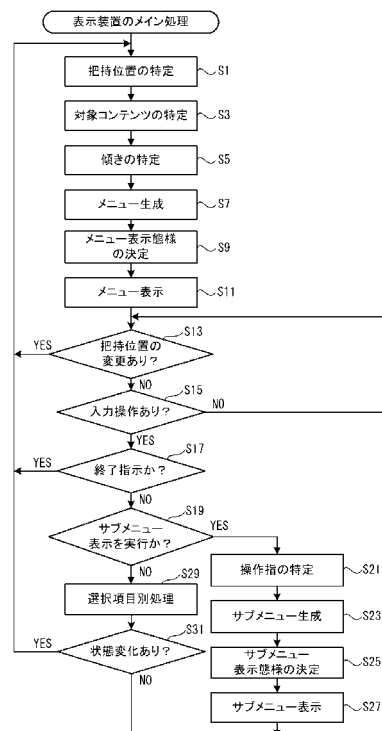 表示装置のメイン処理
把持位置の特定
S1
対象コンテンツの特定
S3
傾きの特定
S5
メニュー生成
S7
メニュー表示態様
の決定
S9
メニュー表示
S11
把持位置の
変更あり?
S13
YES
NO
入力操作あり?
S15
NO
YES
終了指示か?
S17
YES
NO
サブメニュー
表示を実行か?
S19
YES
NO
操作指の特定
S21
選択項目別処理
S29
サブメニュー生成
S23
状態変化あり?
S31
YES
NO
サブメニュー
表示態様の決定
S25
サブメニュー表示
S27